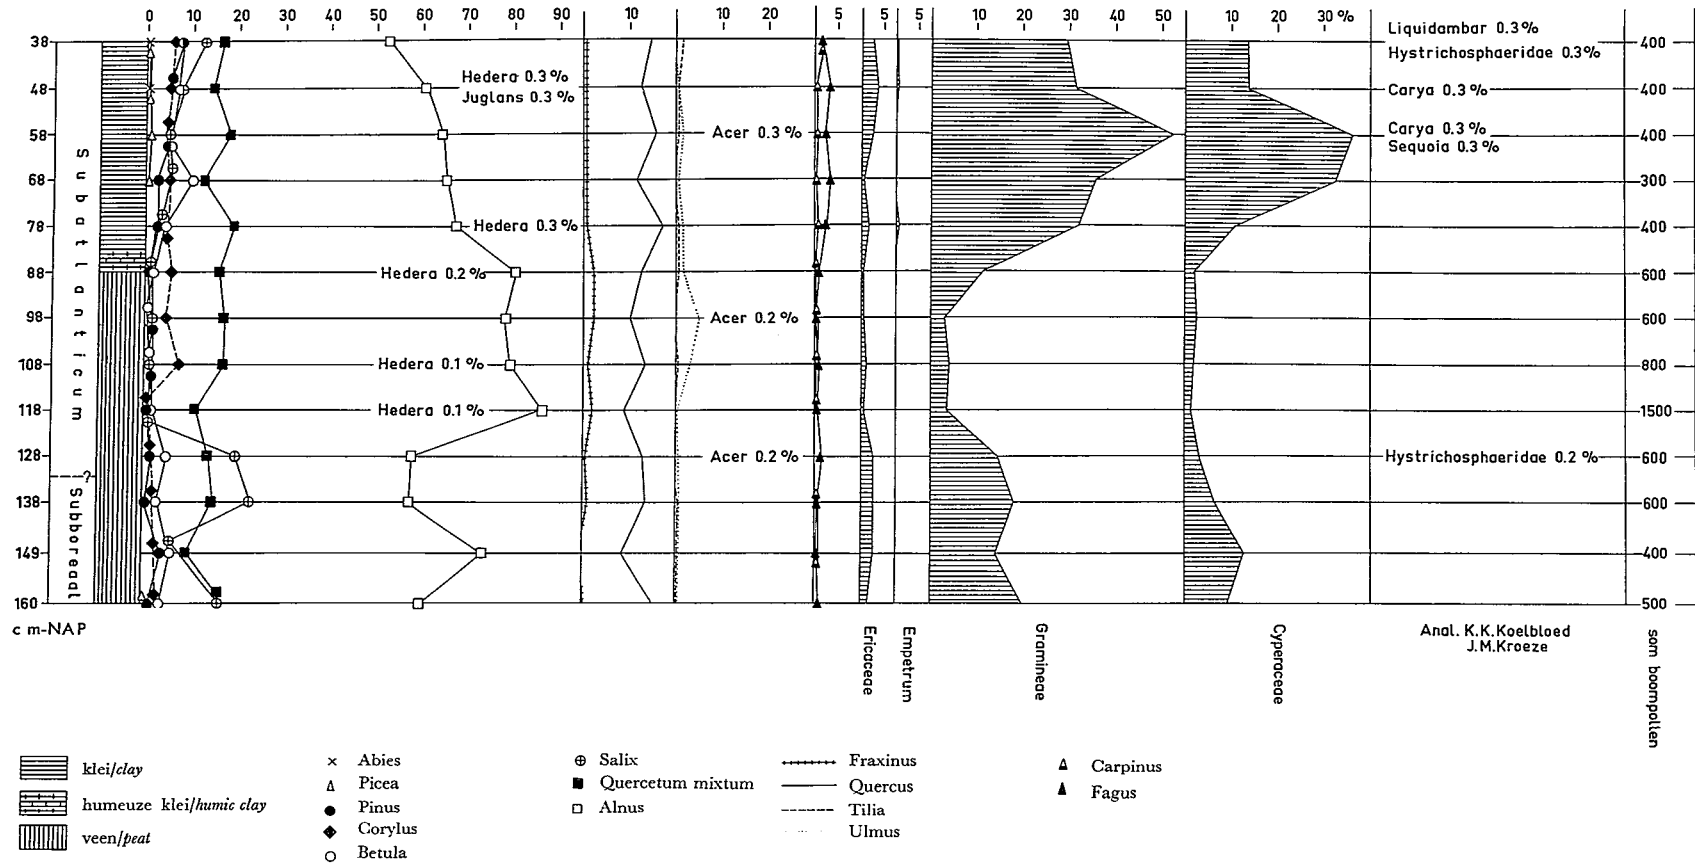 0 10 20 30 40 50 60 70 80 90 10 10 20 5 5 5 10 20 30 40 50 10 20 30 %
Liquidambar 0.3 %
38 400
Hystrichosphaeridae 0.3 %
Hedera 0.3 %
48 Juglans 0.3 % Carya 0.3 % 400
58 Acer 0.3 % Carya 0.3 % 400
Sequoia 0.3 %
68 300
78 Hedera 0.3 % 400
88 Hedera 0.2 % 600
98 Acer 0.2 % 600
108 Hedera 0.1 % 800
118 Hedera 0.1 % 1500
128 Acer 0.2 % Hystrichosphaeridae 0.2 % 600
?
138 600
149 400
160 500
Subatlanticum
Subboreaal
c m-NAP
Ericaceae
Empetrum
Gramineae
Cyperaceae
Anal. K.K.Koelbloed
J.M.Kroeze
som boompollen
klei/clay
humeuze klei/humic clay
veen/peat
Abies
Picea
Pinus
Corylus
Betula
Salix
Quercetum mixtum
Alnus
Fraxinus
Quercus
Tilia
Ulmus
Carpinus
Fagus